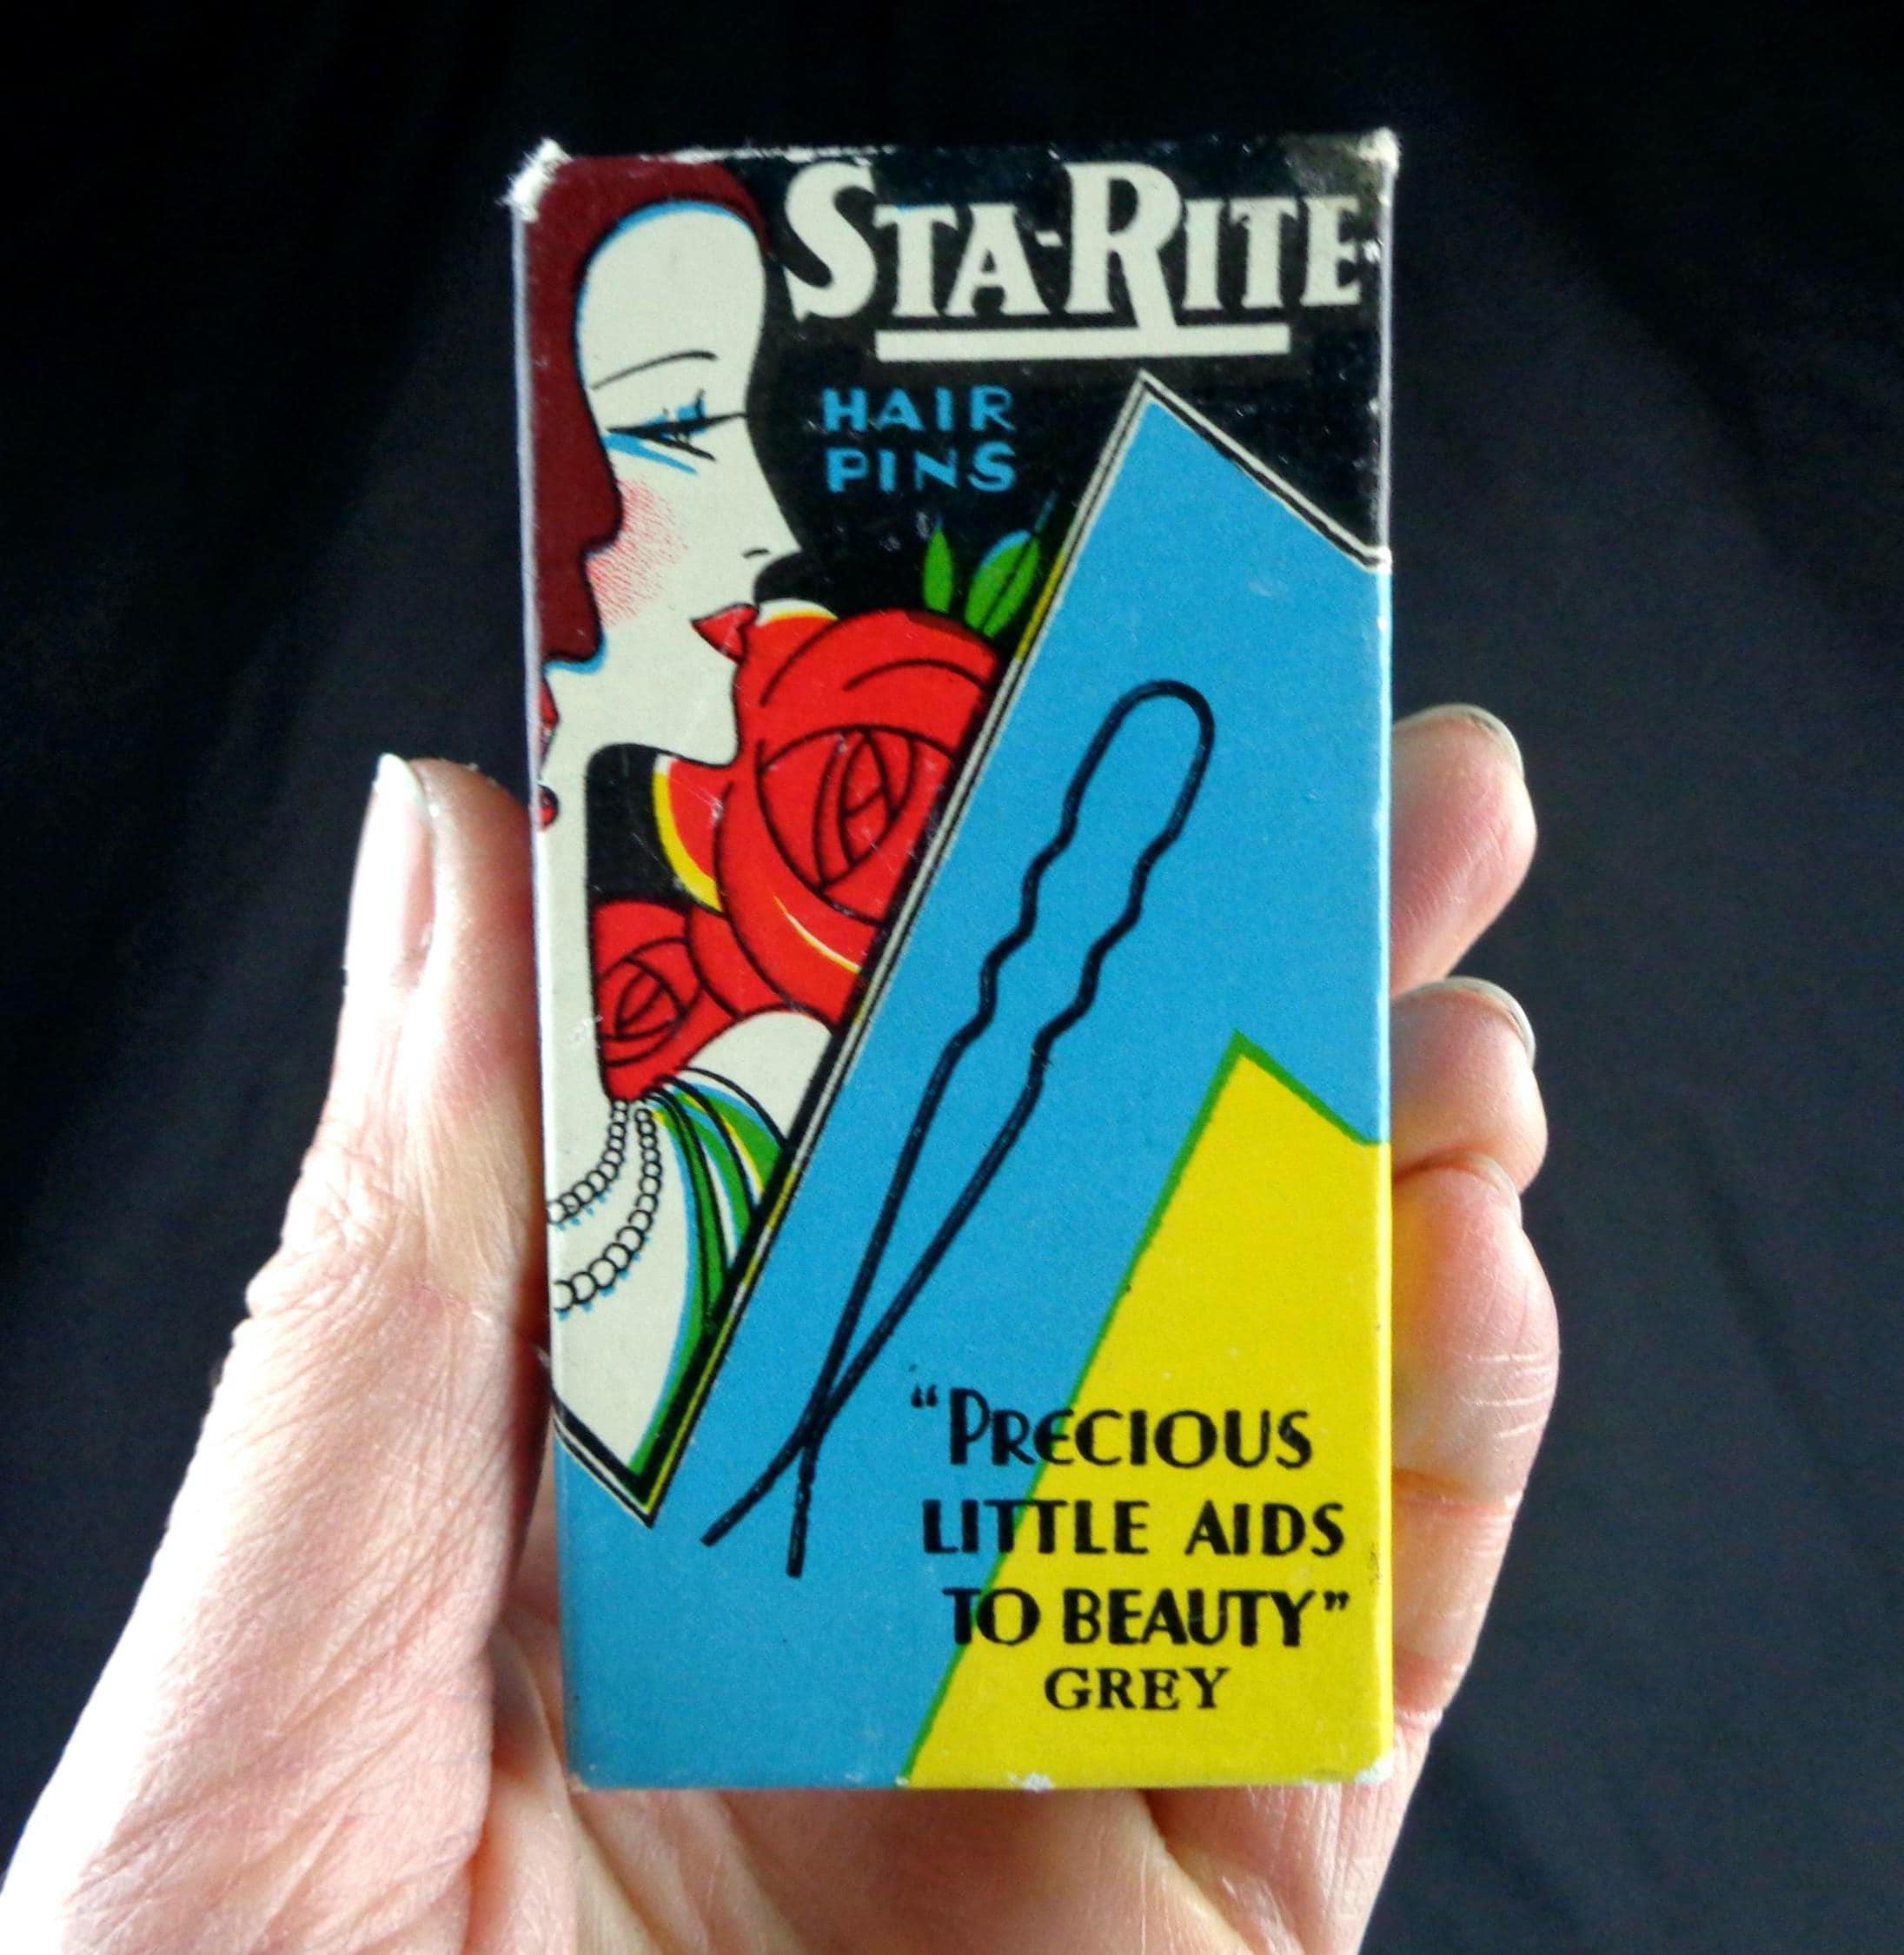 STA-RITE
HAIR
PINS
"PRECIOUS
LITTLE AIDS
TO BEAUTY"
GREY